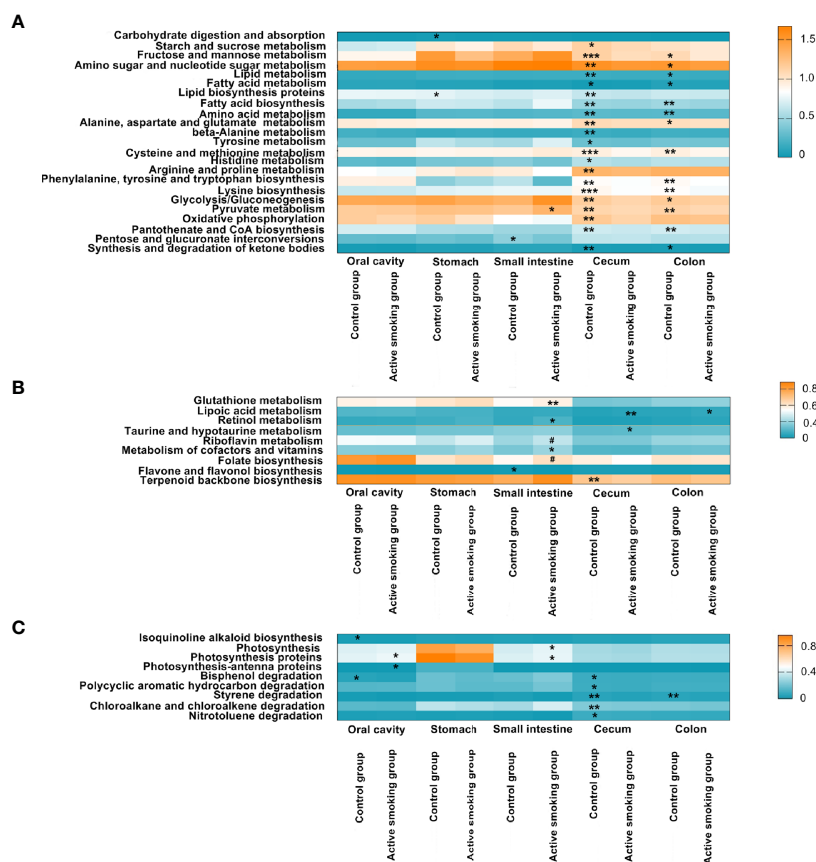 A
Carbohydrate digestion and absorption *
Starch and sucrose metabolism *
Fructose and mannose metabolism *** *
Amino sugar and nucleotide sugar metabolism ** *
Lipid metabolism ** *
Fatty acid metabolism * *
Lipid biosynthesis proteins * **
Fatty acid biosynthesis ** **
Amino acid metabolism ** **
Alanine, aspartate and glutamate metabolism ** *
beta-Alanine metabolism **
Tyrosine metabolism *
Cysteine and methionine metabolism *** **
Histidine metabolism *
Arginine and proline metabolism **
Phenylalanine, tyrosine and tryptophan biosynthesis ** **
Lysine biosynthesis *** **
Glycolysis/Gluconeogenesis ** *
Pyruvate metabolism * ** **
Oxidative phosphorylation **
Pantothenate and CoA biosynthesis ** **
Pentose and glucuronate interconversions *
Synthesis and degradation of ketone bodies ** *
1.5
1.0
0.5
0
Oral cavity Stomach Small intestine Cecum Colon
Control group Active smoking group Control group Active smoking group Control group Active smoking group Control group Active smoking group Control group Active smoking group
B
Glutathione metabolism **
Lipoic acid metabolism ** *
Retinol metabolism *
Taurine and hypotaurine metabolism *
Riboflavin metabolism #
Metabolism of cofactors and vitamins *
Folate biosynthesis #
Flavone and flavonol biosynthesis *
Terpenoid backbone biosynthesis **
0.8
0.4
0
Oral cavity Stomach Small intestine Cecum Colon
Control group Active smoking group Control group Active smoking group Control group Active smoking group Control group Active smoking group Control group Active smoking group
C
Isoquinoline alkaloid biosynthesis *
Photosynthesis *
Photosynthesis proteins * *
Photosynthesis-antenna proteins *
Bisphenol degradation * *
Polycyclic aromatic hydrocarbon degradation *
Styrene degradation ** **
Chloroalkane and chloroalkene degradation **
Nitrotoluene degradation *
0.8
0.4
0
Oral cavity Stomach Small intestine Cecum Colon
Control group Active smoking group Control group Active smoking group Control group Active smoking group Control group Active smoking group Control group Active smoking group